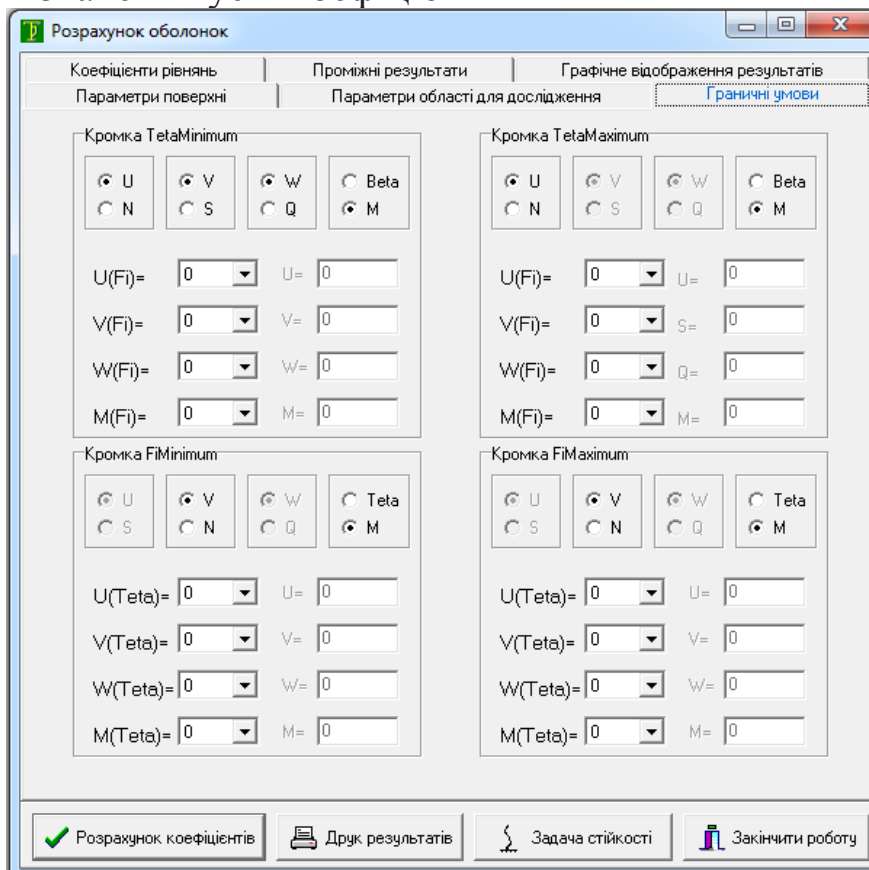 Розрахунок оболонок
Коефіцієнти рівнянь Проміжні результати Графічне відображення результатів
Параметри поверхні Параметри області для дослідження Граничні умови
Кромка TetaMinimum
U V W Beta
N S Q M
U(Fi)= 0 U= 0
V(Fi)= 0 V= 0
W(Fi)= 0 W= 0
M(Fi)= 0 M= 0
Кромка TetaMaximum
U V W Beta
N S Q M
U(Fi)= 0 U= 0
V(Fi)= 0 S= 0
W(Fi)= 0 Q= 0
M(Fi)= 0 M= 0
Кромка FiMinimum
U V W Teta
S N Q M
U(Teta)= 0 U= 0
V(Teta)= 0 V= 0
W(Teta)= 0 W= 0
M(Teta)= 0 M= 0
Кромка FiMaximum
U V W Teta
S N Q M
U(Teta)= 0 U= 0
V(Teta)= 0 V= 0
W(Teta)= 0 W= 0
M(Teta)= 0 M= 0
Розрахунок коефіцієнтів Друк результатів Задача стійкості Закінчити роботу